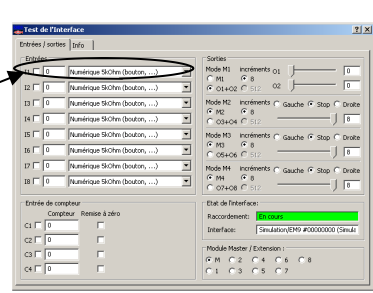 Test de l'Interface
Entrées / sorties Info
Entrées
I1 0 Numérique 5kOhm (bouton, ...)
I2 0 Numérique 5kOhm (bouton, ...)
I3 0 Numérique 5kOhm (bouton, ...)
I4 0 Numérique 5kOhm (bouton, ...)
I5 0 Numérique 5kOhm (bouton, ...)
I6 0 Numérique 5kOhm (bouton, ...)
I7 0 Numérique 5kOhm (bouton, ...)
I8 0 Numérique 5kOhm (bouton, ...)
Entrée de compteur
Compteur Remise à zéro
C1 0
C2 0
C3 0
C4 0
Sorties
Mode M1 incréments O1 0
M1 8
O1+O2 512 O2 0
Mode M2 incréments Gauche Stop Droite
M2 8
O3+O4 512 8
Mode M3 incréments Gauche Stop Droite
M3 8
O5+O6 512 8
Mode M4 incréments Gauche Stop Droite
M4 8
O7+O8 512 8
Etat de l'interface:
Raccordement: En cours
Interface: Simulation/EM9 #00000000 (Simula
Module Master / Extension :
M 2 4 6 8
1 3 5 7